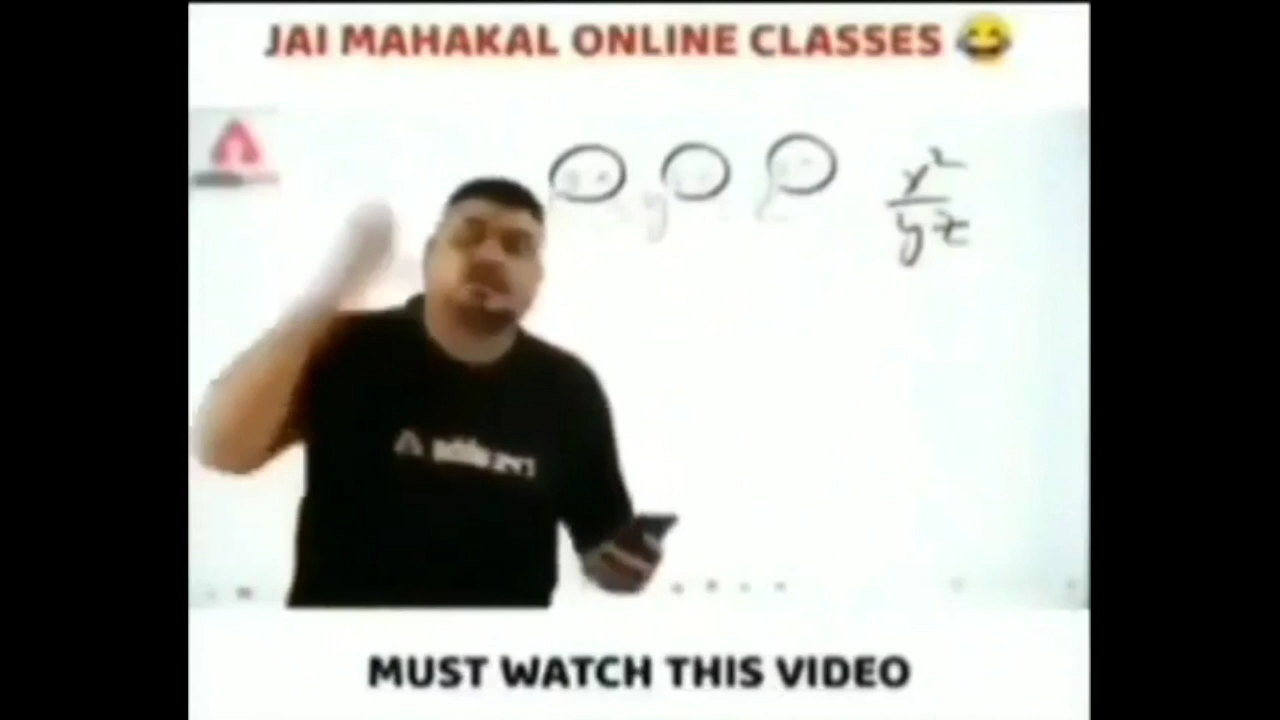 JAI MAHAKAL ONLINE CLASSES 😂
x²
yz
MUST WATCH THIS VIDEO